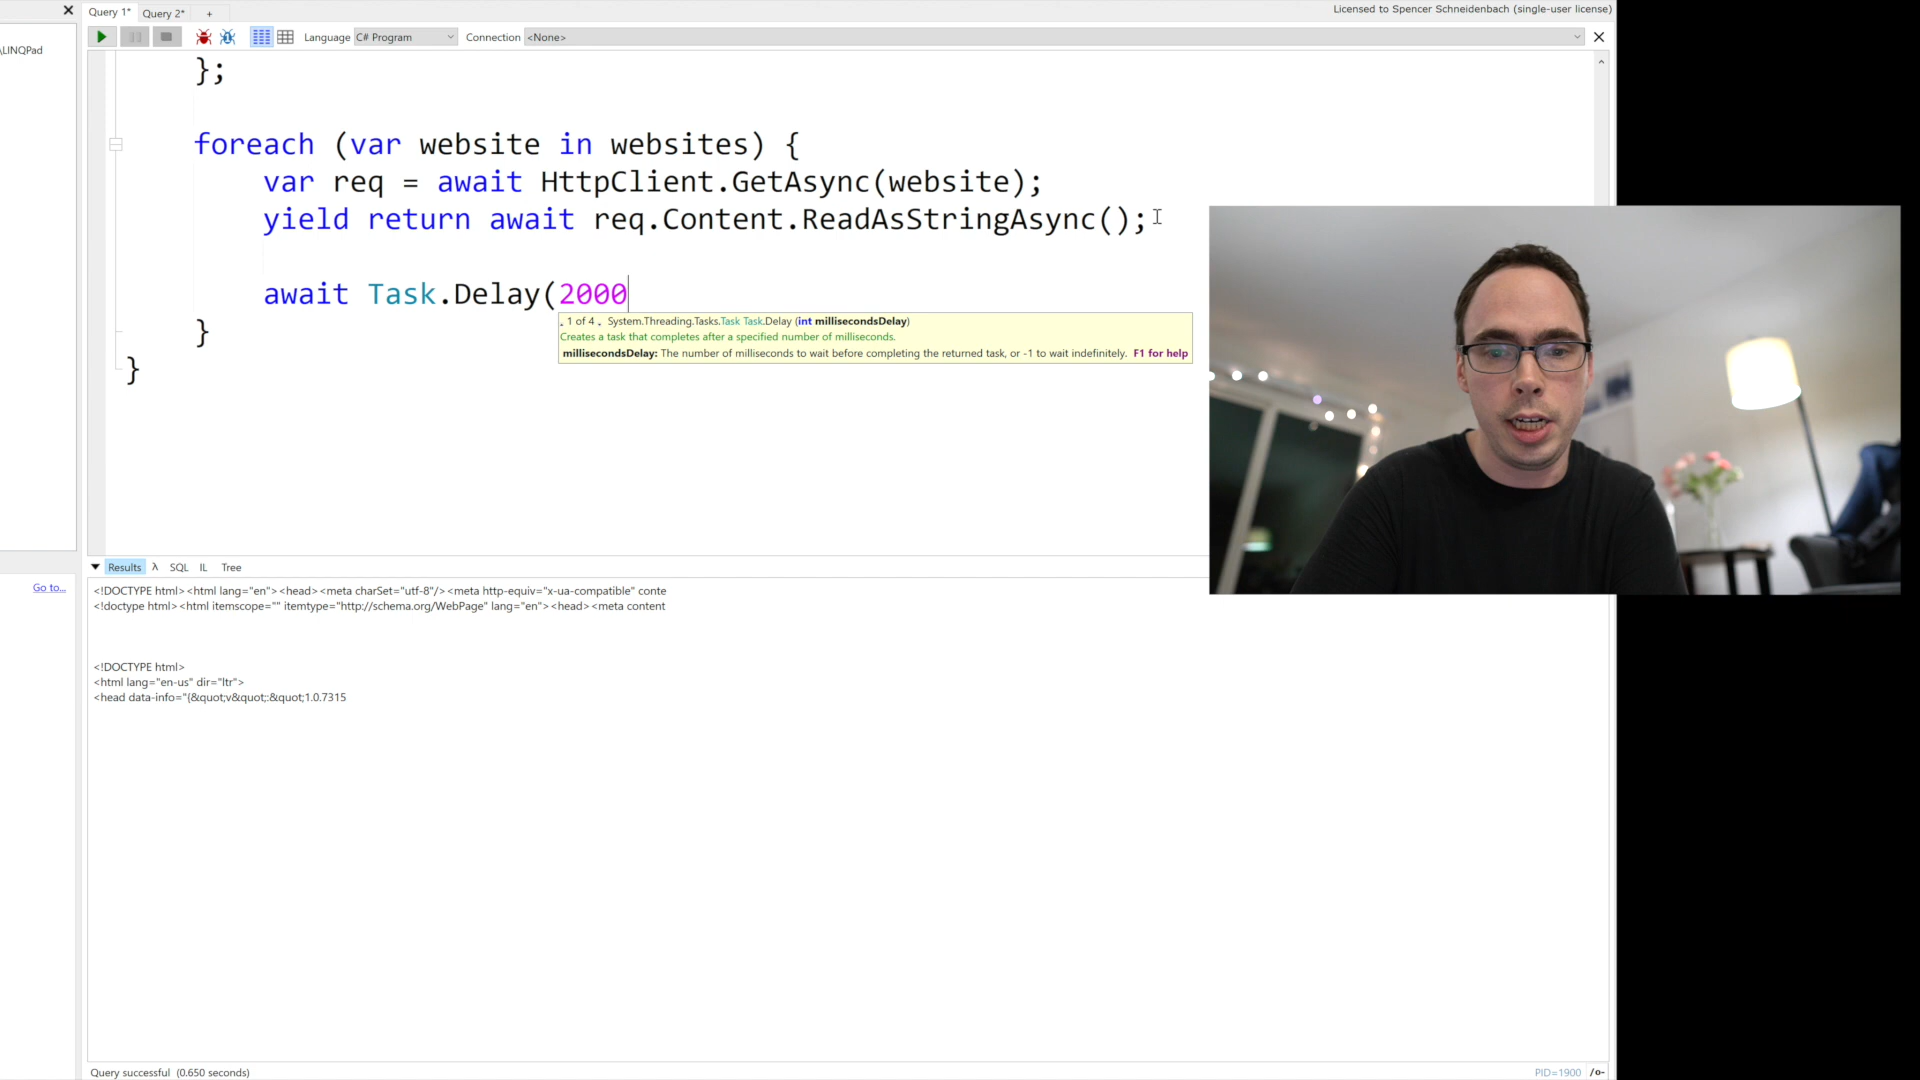 Query 1* Query 2* + Licensed to Spencer Schneidenbach (single-user license)
Language C# Program Connection <None>
\LINQPad
};
foreach (var website in websites) {
var req = await HttpClient.GetAsync(website);
yield return await req.Content.ReadAsStringAsync();
await Task.Delay(2000
1 of 4 System.Threading.Tasks.Task Task.Delay (int millisecondsDelay)
Creates a task that completes after a specified number of milliseconds.
millisecondsDelay: The number of milliseconds to wait before completing the returned task, or -1 to wait indefinitely. F1 for help
}
}
Results λ SQL IL Tree
Go to...
<!DOCTYPE html><html lang="en"><head><meta charSet="utf-8"/><meta http-equiv="x-ua-compatible" conte
<!doctype html><html itemscope="" itemtype="http://schema.org/WebPage" lang="en"><head><meta content
<!DOCTYPE html>
<html lang="en-us" dir="ltr">
<head data-info="{&quot;v&quot;:&quot;1.0.7315
Query successful (0.650 seconds) PID=1900 /o-